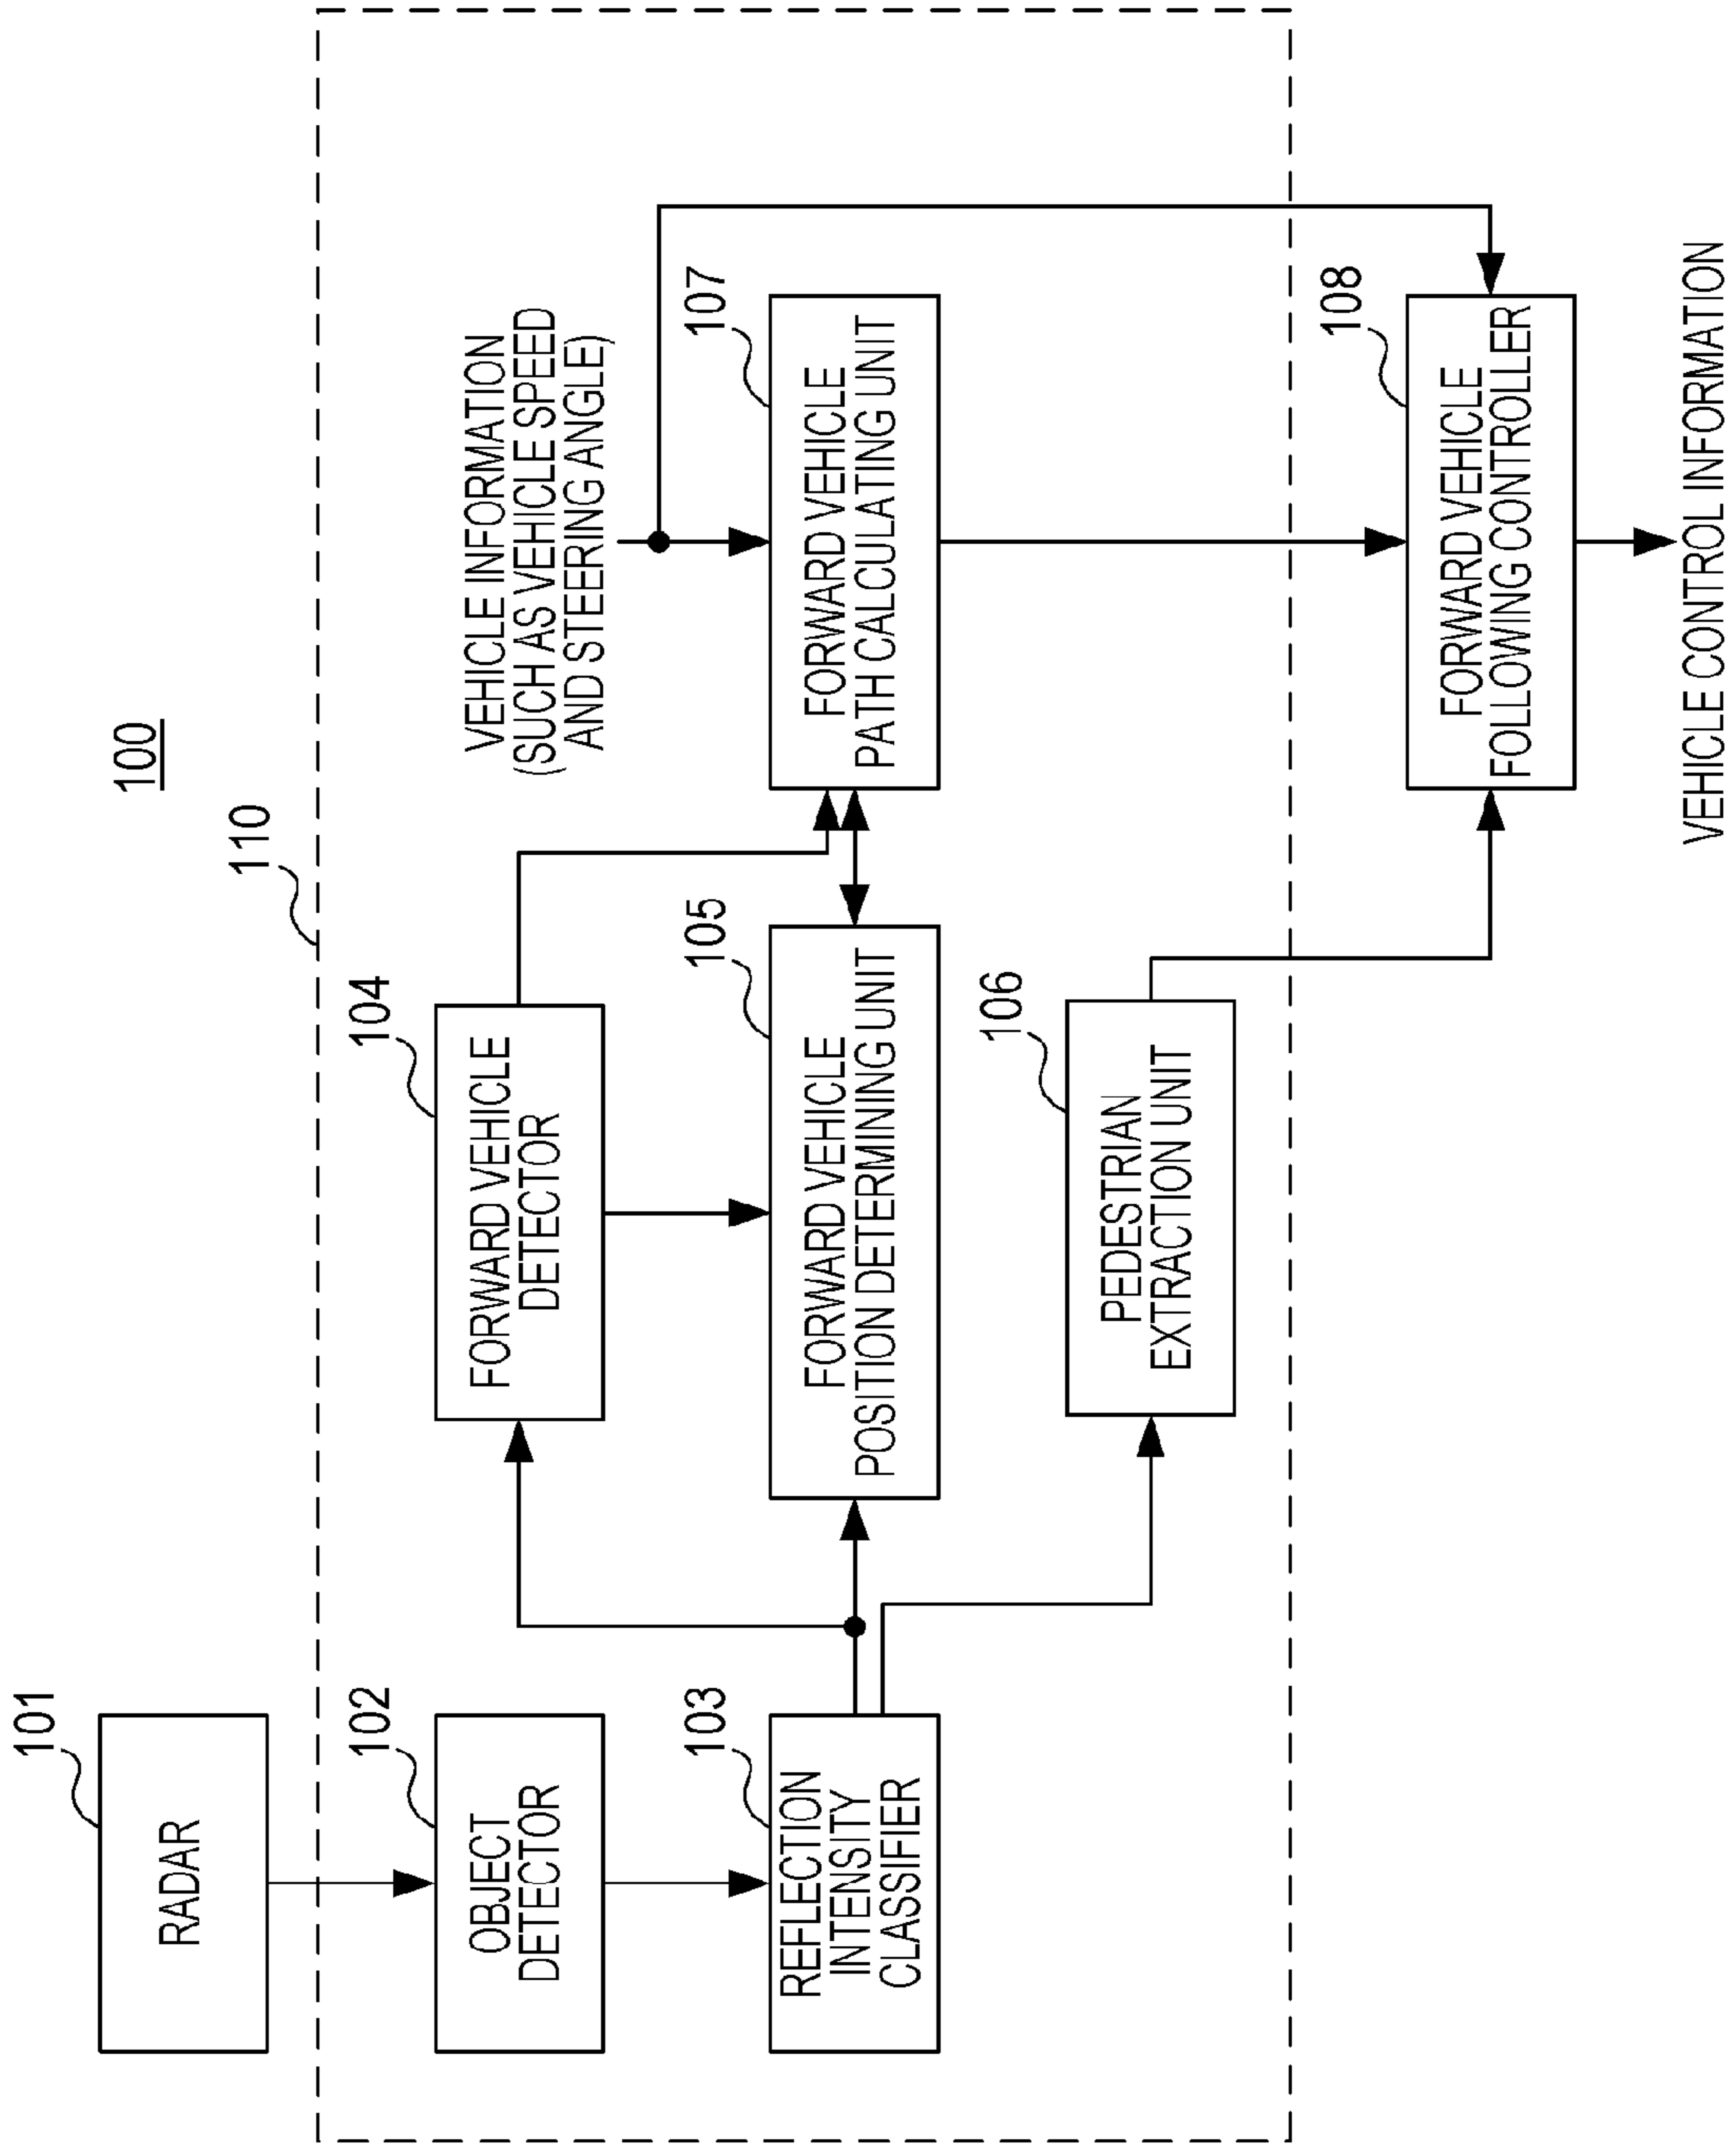 100
101
RADAR
110
102
OBJECT
DETECTOR
104
FORWARD VEHICLE
DETECTOR
VEHICLE INFORMATION
(SUCH AS VEHICLE SPEED
AND STEERING ANGLE)
103
REFLECTION
INTENSITY
CLASSIFIER
105
FORWARD VEHICLE
POSITION DETERMINING UNIT
107
FORWARD VEHICLE
PATH CALCULATING UNIT
106
PEDESTRIAN
EXTRACTION UNIT
108
FORWARD VEHICLE
FOLLOWING CONTROLLER
VEHICLE CONTROL INFORMATION